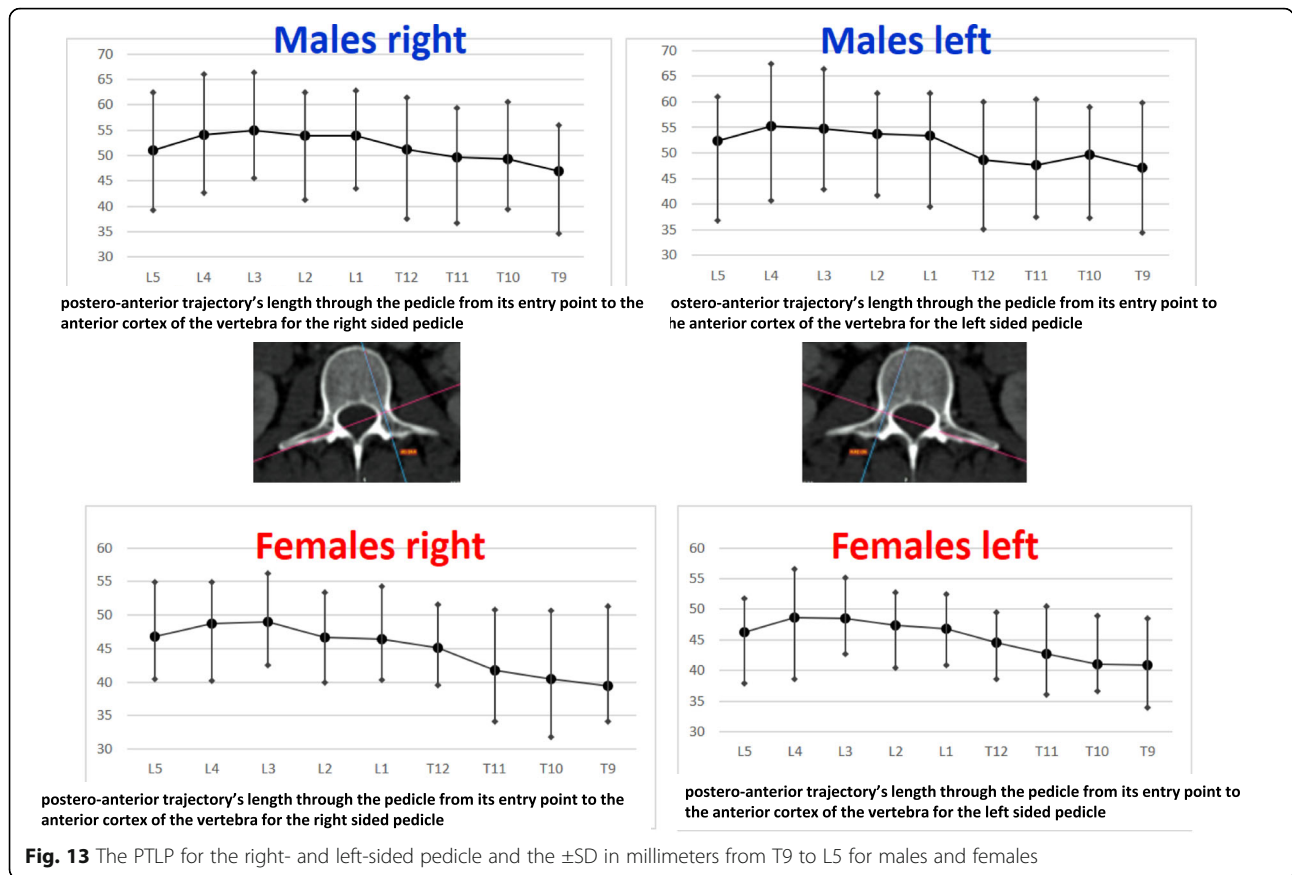 Males right
70
65
60
55
50
45
40
35
30
L5 L4 L3 L2 L1 T12 T11 T10 T9
postero-anterior trajectory's length through the pedicle from its entry point to the
anterior cortex of the vertebra for the right sided pedicle
Males left
70
65
60
55
50
45
40
35
30
L5 L4 L3 L2 L1 T12 T11 T10 T9
ostero-anterior trajectory's length through the pedicle from its entry point to
he anterior cortex of the vertebra for the left sided pedicle
Females right
60
55
50
45
40
35
30
L5 L4 L3 L2 L1 T12 T11 T10 T9
postero-anterior trajectory's length through the pedicle from its entry point to the
anterior cortex of the vertebra for the right sided pedicle
Females left
60
55
50
45
40
35
30
L5 L4 L3 L2 L1 T12 T11 T10 T9
postero-anterior trajectory's length through the pedicle from its entry point to
the anterior cortex of the vertebra for the left sided pedicle
Fig. 13 The PTLP for the right- and left-sided pedicle and the ±SD in millimeters from T9 to L5 for males and females